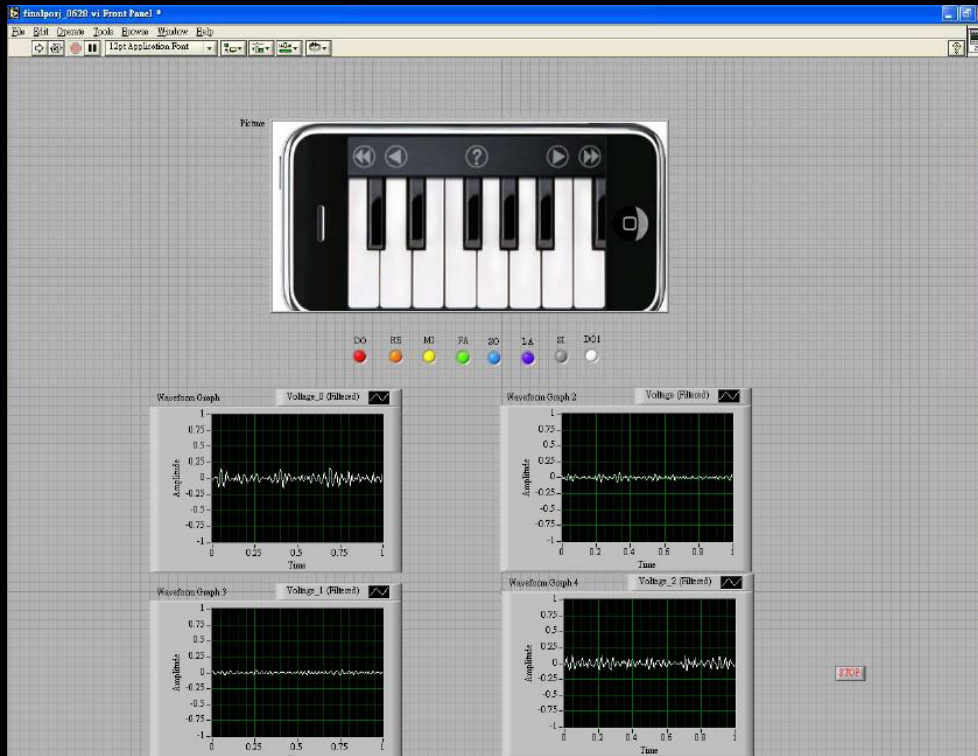 finalporj_0620.vi Front Panel *
File Edit Operate Tools Browse Window Help
12pt Application Font
Picture
?
DO RE MI FA SO LA SI DO1
Waveform Graph Voltage_0 (Filtered)
1
0.75
0.5
0.25
0
-0.25
-0.5
-0.75
-1
Amplitude
0 0.25 0.5 0.75 1
Time
Waveform Graph 2 Voltage (Filtered)
1
0.75
0.5
0.25
0
-0.25
-0.5
-0.75
-1
Amplitude
0 0.2 0.4 0.6 0.8 1
Time
Waveform Graph 3 Voltage_1 (Filtered)
1
0.75
0.5
0.25
0
-0.25
-0.5
-0.75
-1
Amplitude
0 0.25 0.5 0.75 1
Waveform Graph 4 Voltage_2 (Filtered)
1
0.75
0.5
0.25
0
-0.25
-0.5
-0.75
-1
Amplitude
0 0.2 0.4 0.6 0.8 1
Time
STOP